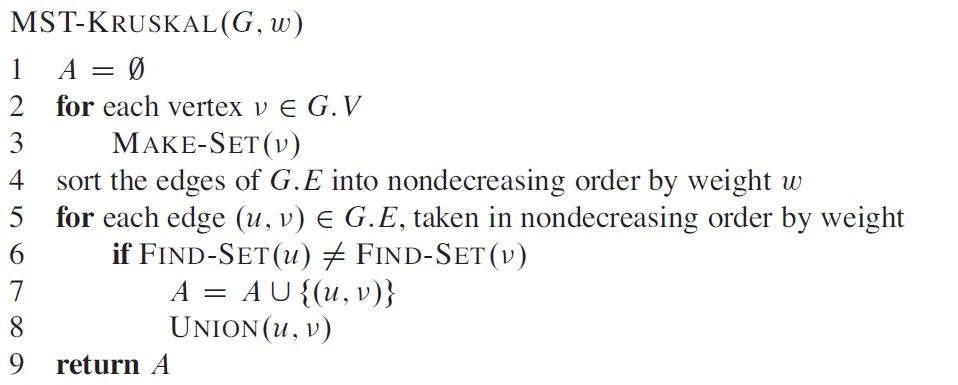 MST-KRUSKAL(G, w)
1 A = ∅
2 for each vertex v ∈ G.V
3 MAKE-SET(v)
4 sort the edges of G.E into nondecreasing order by weight w
5 for each edge (u, v) ∈ G.E, taken in nondecreasing order by weight
6 if FIND-SET(u) ≠ FIND-SET(v)
7 A = A ∪ {(u, v)}
8 UNION(u, v)
9 return A